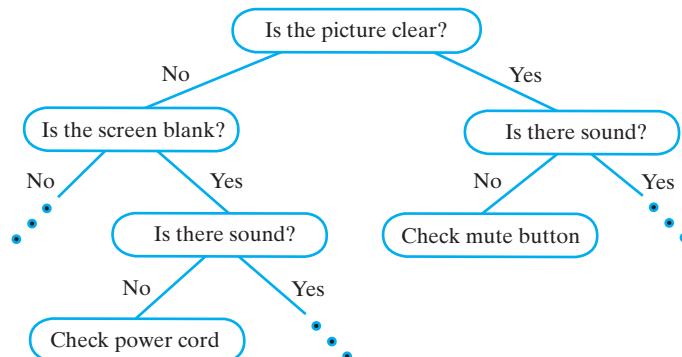 Is the picture clear?
No
Yes
Is the screen blank?
Is there sound?
No
Yes
No
Yes
Is there sound?
Check mute button
No
Yes
Check power cord